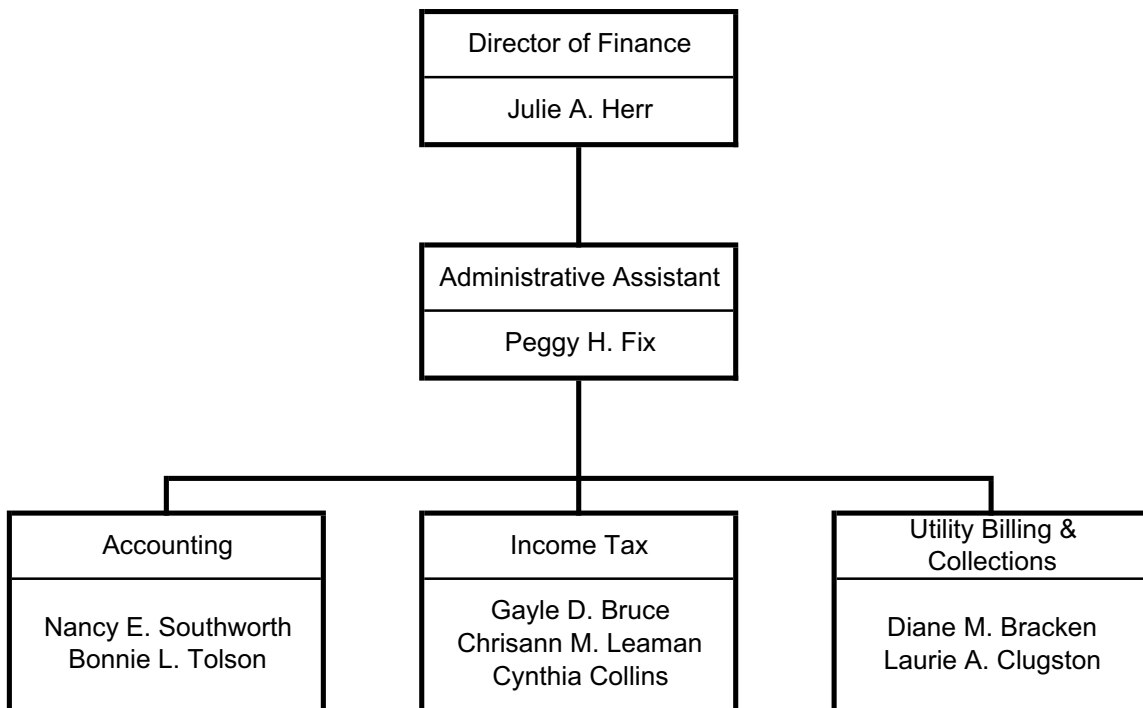 Director of Finance
Julie A. Herr
Administrative Assistant
Peggy H. Fix
Accounting
Nancy E. Southworth
Bonnie L. Tolson
Income Tax
Gayle D. Bruce
Chrisann M. Leaman
Cynthia Collins
Utility Billing &
Collections
Diane M. Bracken
Laurie A. Clugston